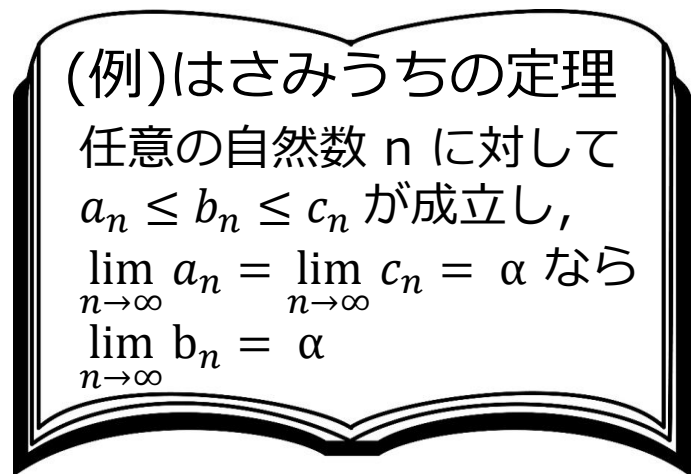 (例)はさみうちの定理
任意の自然数 n に対して
aₙ ≤ bₙ ≤ cₙ が成立し,
lim aₙ = lim cₙ = α なら
n→∞ n→∞
lim bₙ = α
n→∞